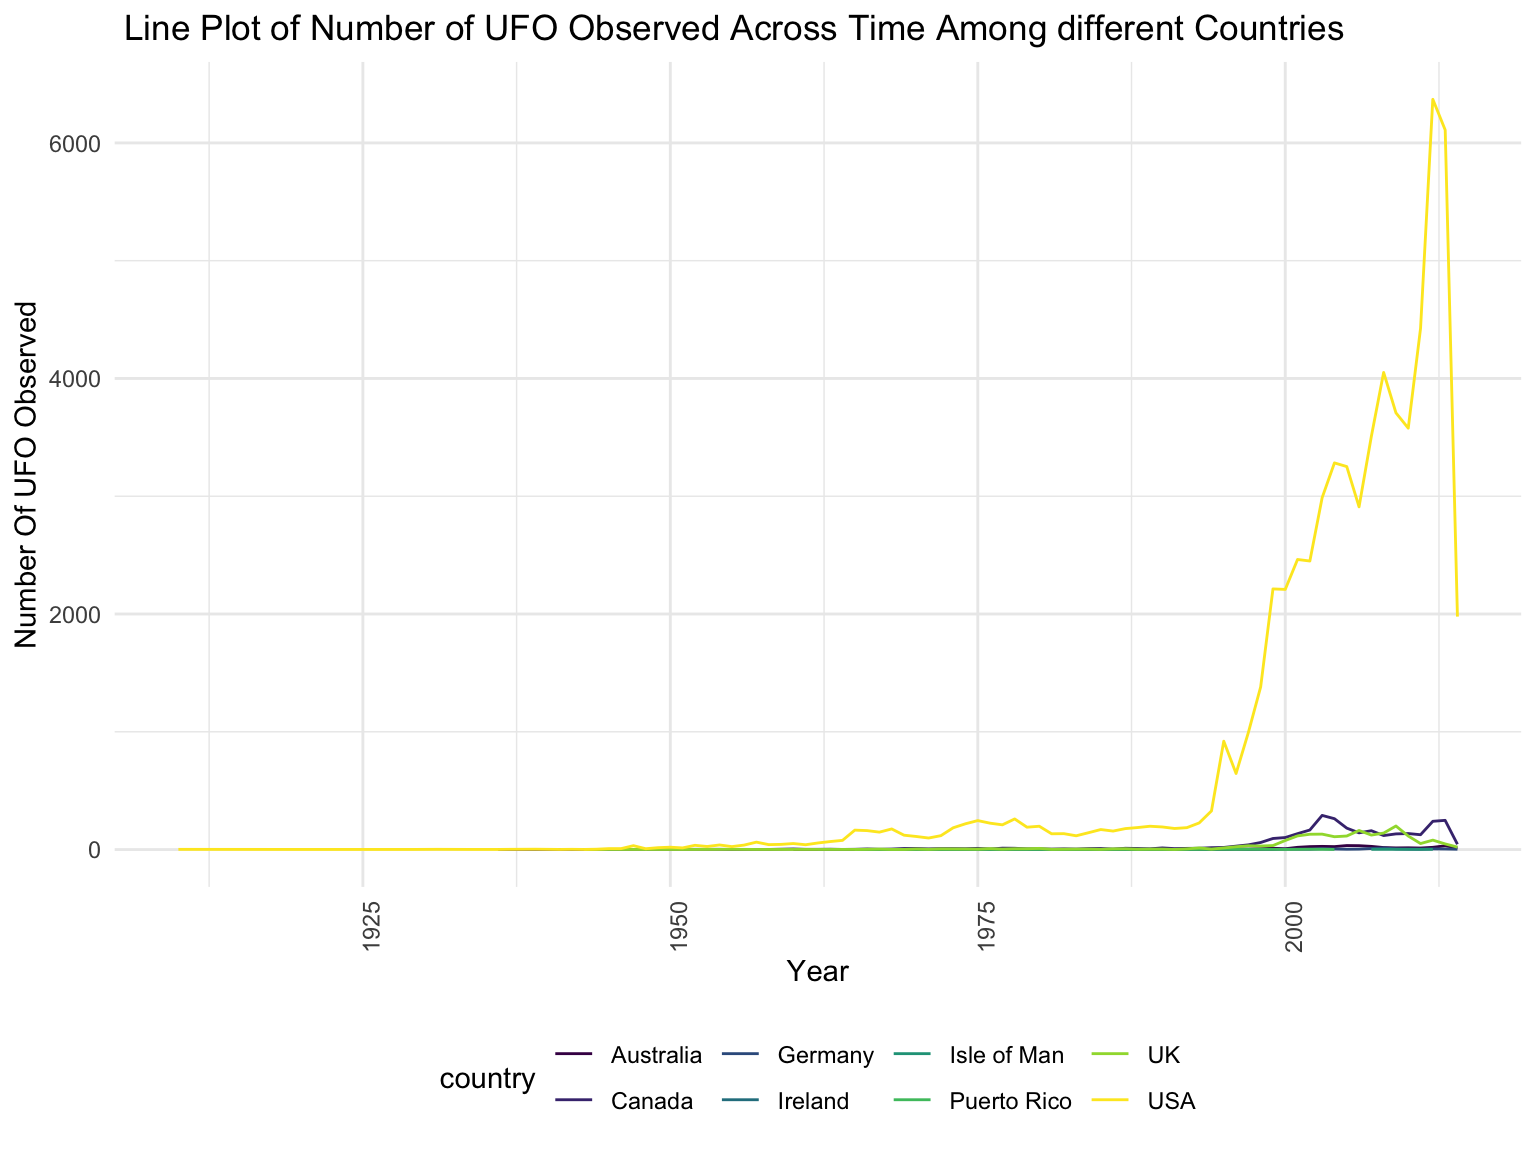 Line Plot of Number of UFO Observed Across Time Among different Countries
Number Of UFO Observed
6000
4000
2000
0
1925
1950
1975
2000
Year
country
Australia
Germany
Isle of Man
UK
Canada
Ireland
Puerto Rico
USA